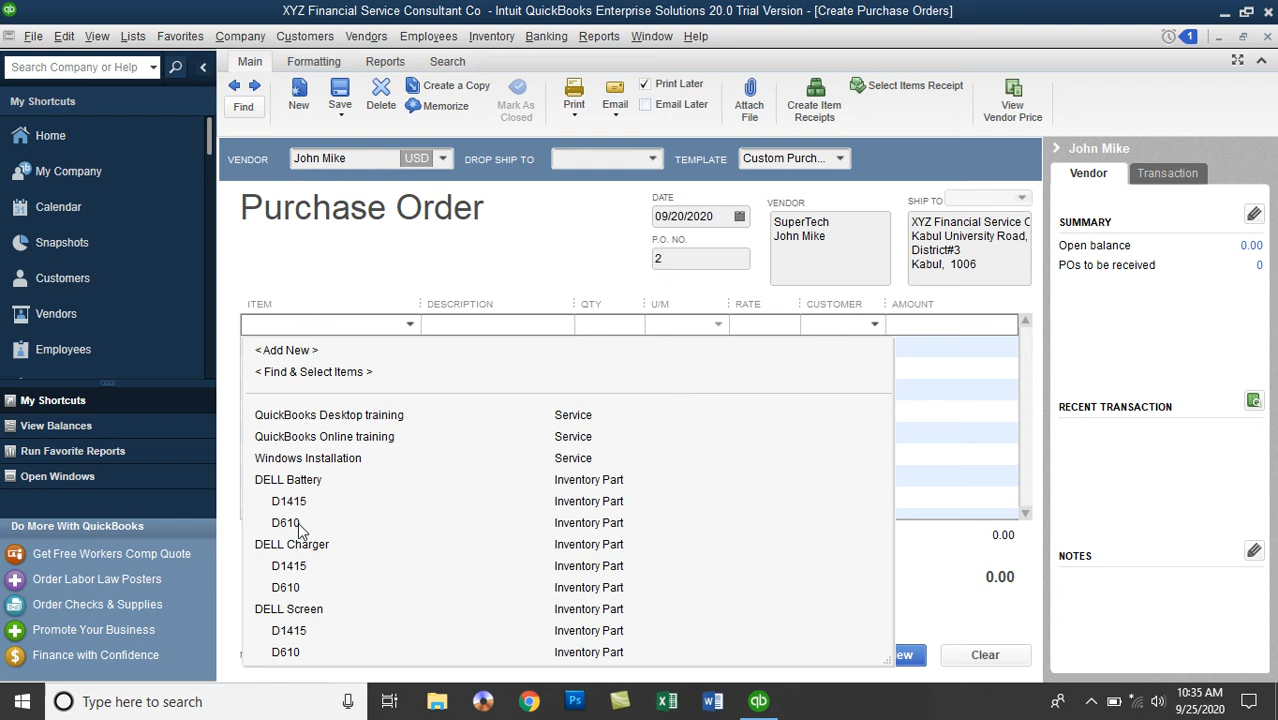 XYZ Financial Service Consultant Co - Intuit QuickBooks Enterprise Solutions 20.0 Trial Version - [Create Purchase Orders]
File Edit View Lists Favorites Company Customers Vendors Employees Inventory Banking Reports Window Help 1
Search Company or Help
Main Formatting Reports Search
My Shortcuts
Home
My Company
Calendar
Snapshots
Customers
Vendors
Employees
My Shortcuts
View Balances
Run Favorite Reports
Open Windows
Do More With QuickBooks
Get Free Workers Comp Quote
Order Labor Law Posters
Order Checks & Supplies
Promote Your Business
Finance with Confidence
Find
New
Save
Delete
Create a Copy
Memorize
Mark As
Closed
Print
Email
Print Later
Email Later
Attach
File
Create Item
Receipts
Select Items Receipt
View
Vendor Price
VENDOR John Mike USD DROP SHIP TO TEMPLATE Custom Purch...
Purchase Order
DATE
09/20/2020
P.O. NO.
2
VENDOR
SuperTech
John Mike
SHIP TO
XYZ Financial Service C
Kabul University Road,
District#3
Kabul, 1006
ITEM DESCRIPTION QTY U/M RATE CUSTOMER AMOUNT
< Add New >
< Find & Select Items >
QuickBooks Desktop training Service
QuickBooks Online training Service
Windows Installation Service
DELL Battery Inventory Part
D1415 Inventory Part
D610 Inventory Part
DELL Charger Inventory Part
D1415 Inventory Part
D610 Inventory Part
DELL Screen Inventory Part
D1415 Inventory Part
D610 Inventory Part
0.00
0.00
ew Clear
John Mike
Vendor Transaction
SUMMARY
Open balance 0.00
POs to be received 0
RECENT TRANSACTION
NOTES
Type here to search
10:35 AM
9/25/2020